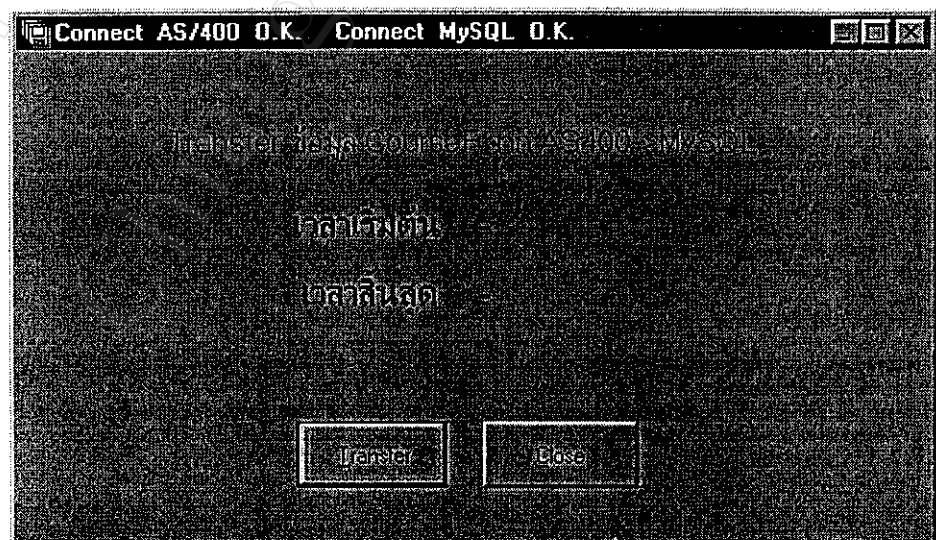 Connect AS/400 O.K. Connect MySQL O.K.
Transfer ข้อมูล Course From AS400->MySQL
เวลาเริ่มต้น -
เวลาสิ้นสุด -
Transfer Close